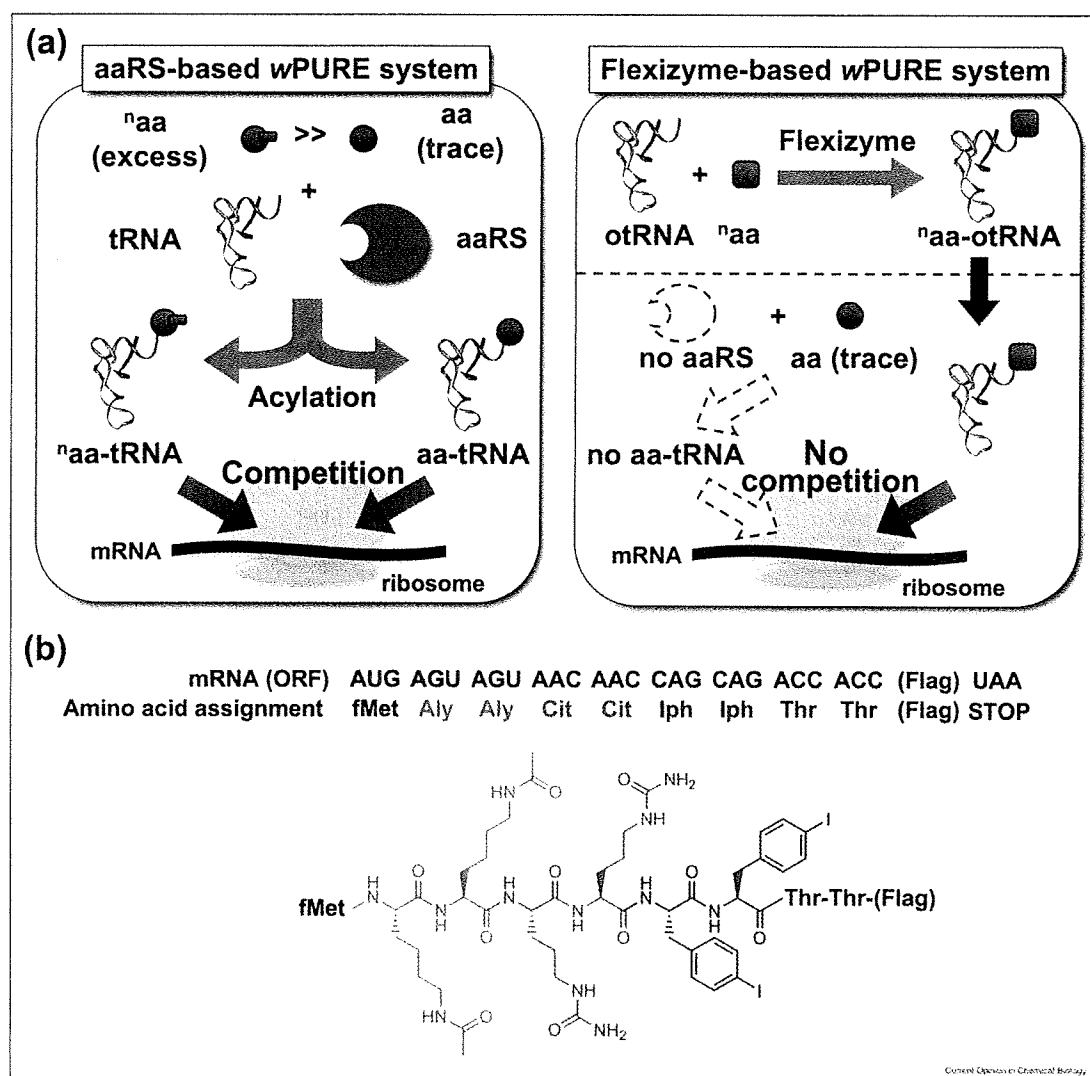 (a)
aaRS-based wPURE system
ⁿaa
(excess)
>>
aa
(trace)
+
tRNA
aaRS
Acylation
ⁿaa-tRNA
aa-tRNA
Competition
mRNA
ribosome
Flexizyme-based wPURE system
+
Flexizyme
otRNA
ⁿaa
ⁿaa-otRNA
+
no aaRS
aa (trace)
no aa-tRNA
No
competition
mRNA
ribosome
(b)
mRNA (ORF) AUG AGU AGU AAC AAC CAG CAG ACC ACC (Flag) UAA
Amino acid assignment fMet Aly Aly Cit Cit Iph Iph Thr Thr (Flag) STOP
HN O
O NH₂
HN
I
H
N
O
N
H
O
H
N
O
N
H
O
H
N
O
N
H
O
fMet
Thr-Thr-(Flag)
I
NH
HN O
O NH₂
Current Opinion in Chemical Biology